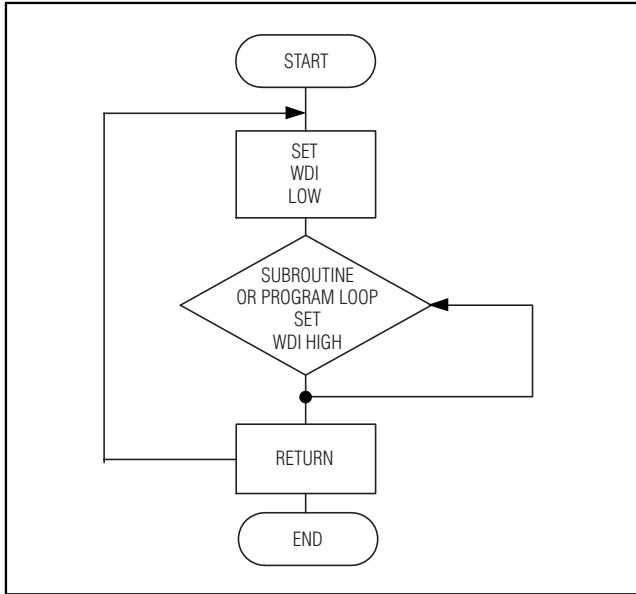 START
SET
WDI
LOW
SUBROUTINE
OR PROGRAM LOOP
SET
WDI HIGH
RETURN
END